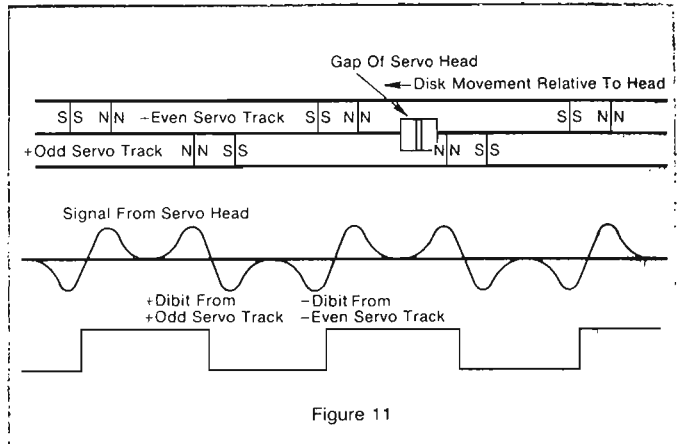 Gap Of Servo Head
Disk Movement Relative To Head
S S N N -Even Servo Track S S N N S S N N
+Odd Servo Track N N S S N N S S
Signal From Servo Head
+Dibit From -Dibit From
+Odd Servo Track -Even Servo Track
Figure 11